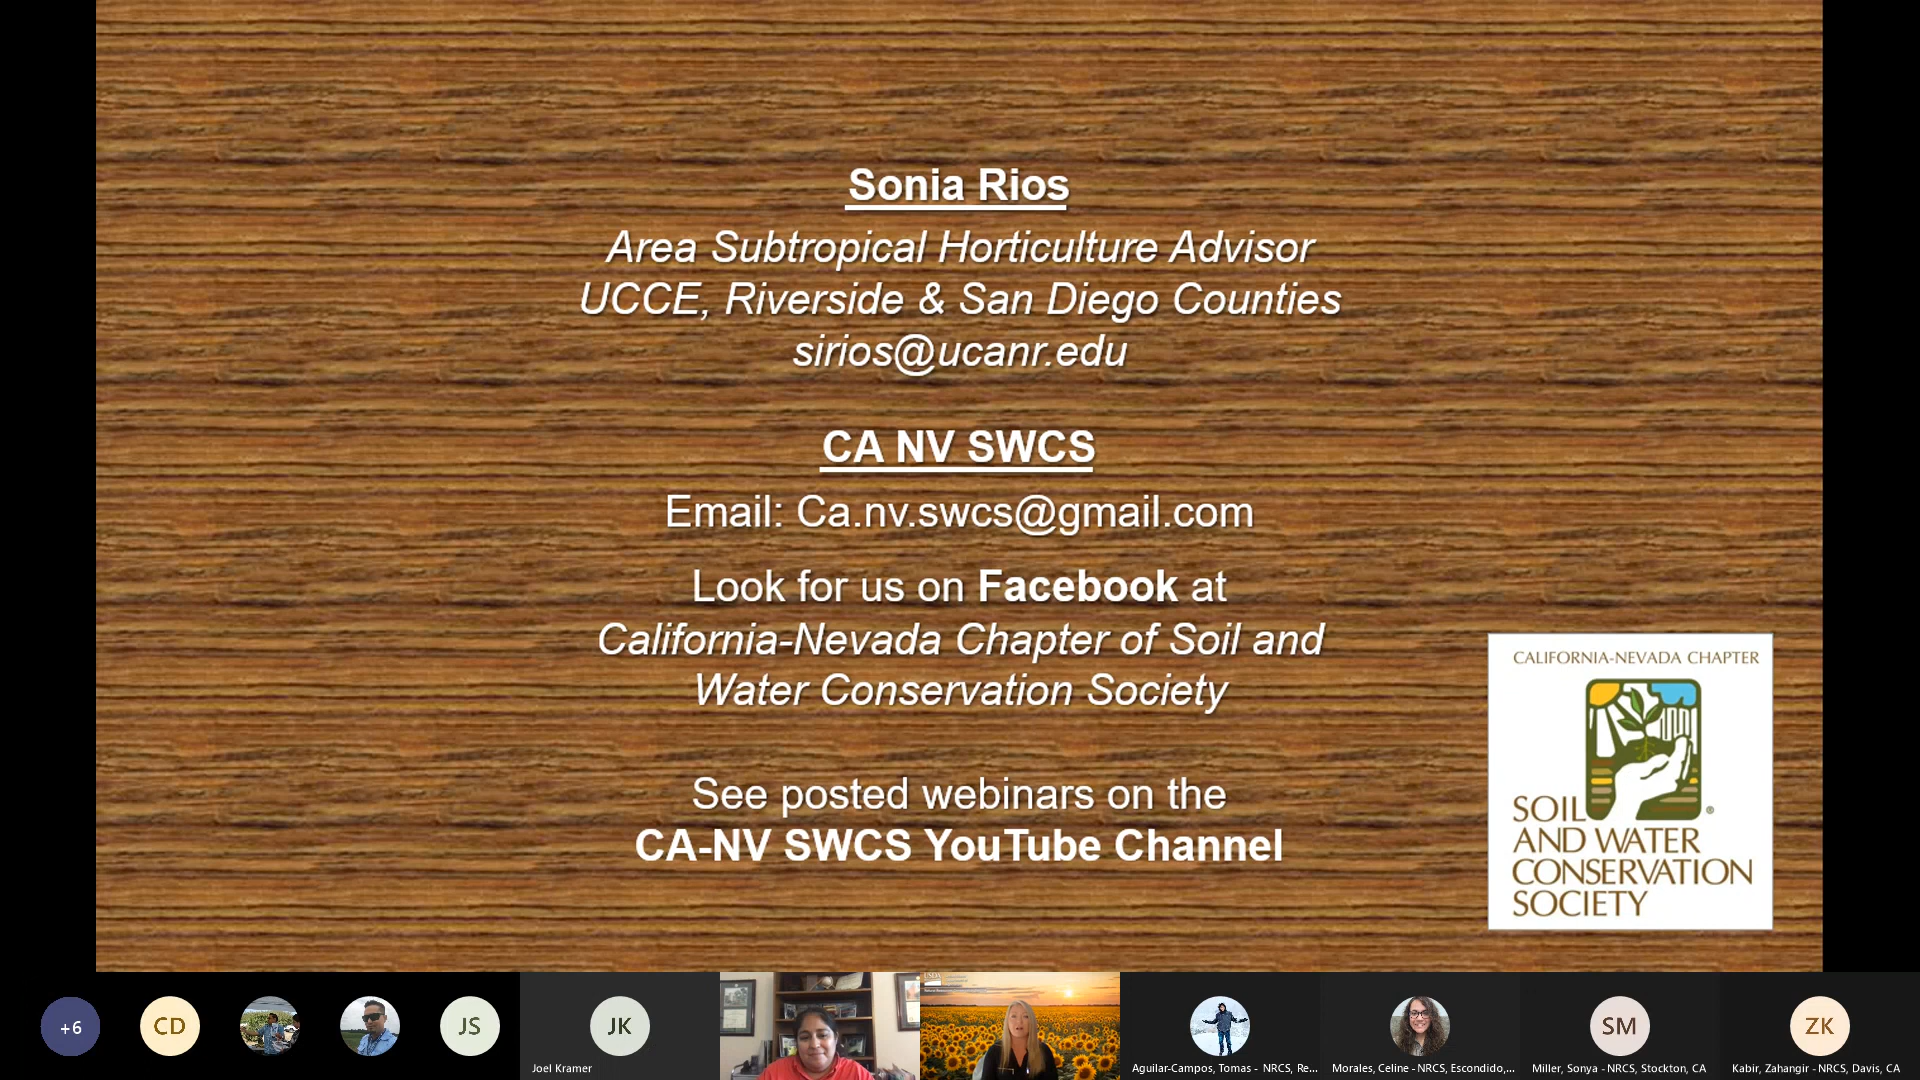 Sonia Rios
Area Subtropical Horticulture Advisor
UCCE, Riverside & San Diego Counties
sirios@ucanr.edu
CA NV SWCS
Email: Ca.nv.swcs@gmail.com
Look for us on Facebook at
California-Nevada Chapter of Soil and
Water Conservation Society
See posted webinars on the
CA-NV SWCS YouTube Channel
CALIFORNIA-NEVADA CHAPTER
SOIL
AND WATER
CONSERVATION
SOCIETY
®
+6
CD
JS
JK
SM
ZK
Joel Kramer
USDA
Aguilar-Campos, Tomas - NRCS, Re...
Morales, Celine - NRCS, Escondido,...
Miller, Sonya - NRCS, Stockton, CA
Kabir, Zahangir - NRCS, Davis, CA